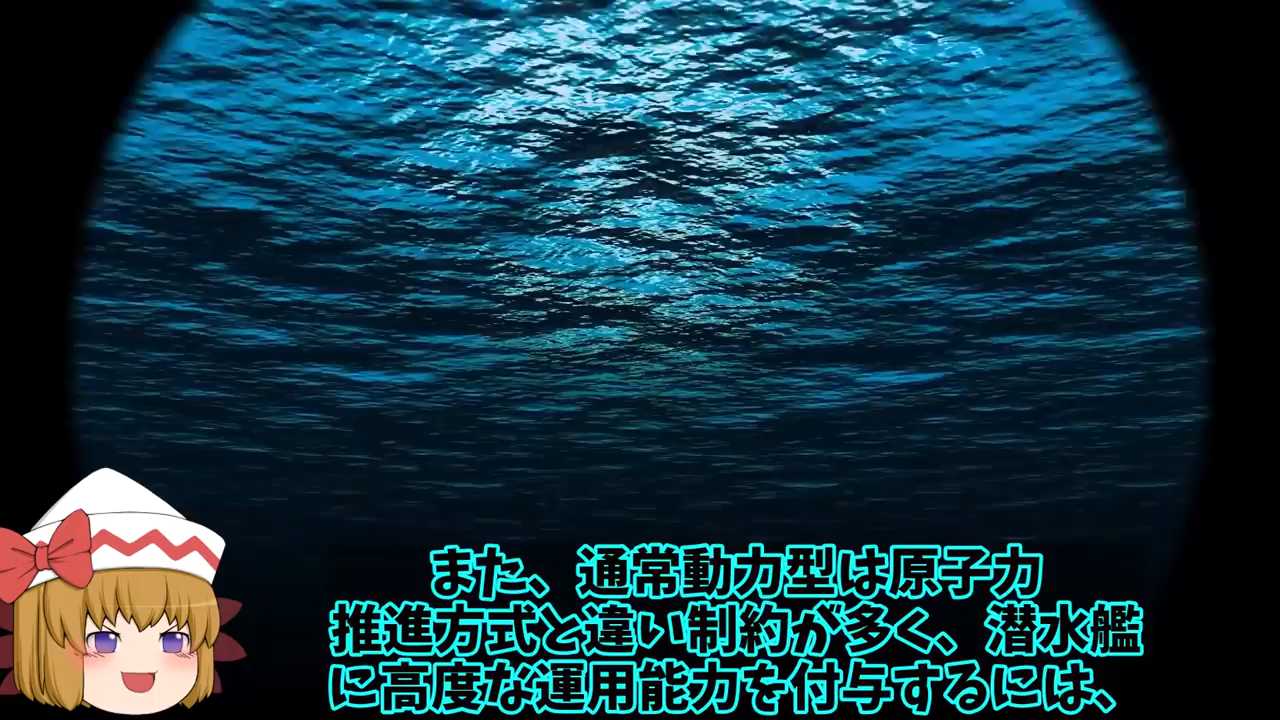 また、通常動力型は原子力
推進方式と違い制約が多く、潜水艦
に高度な運用能力を付与するには、